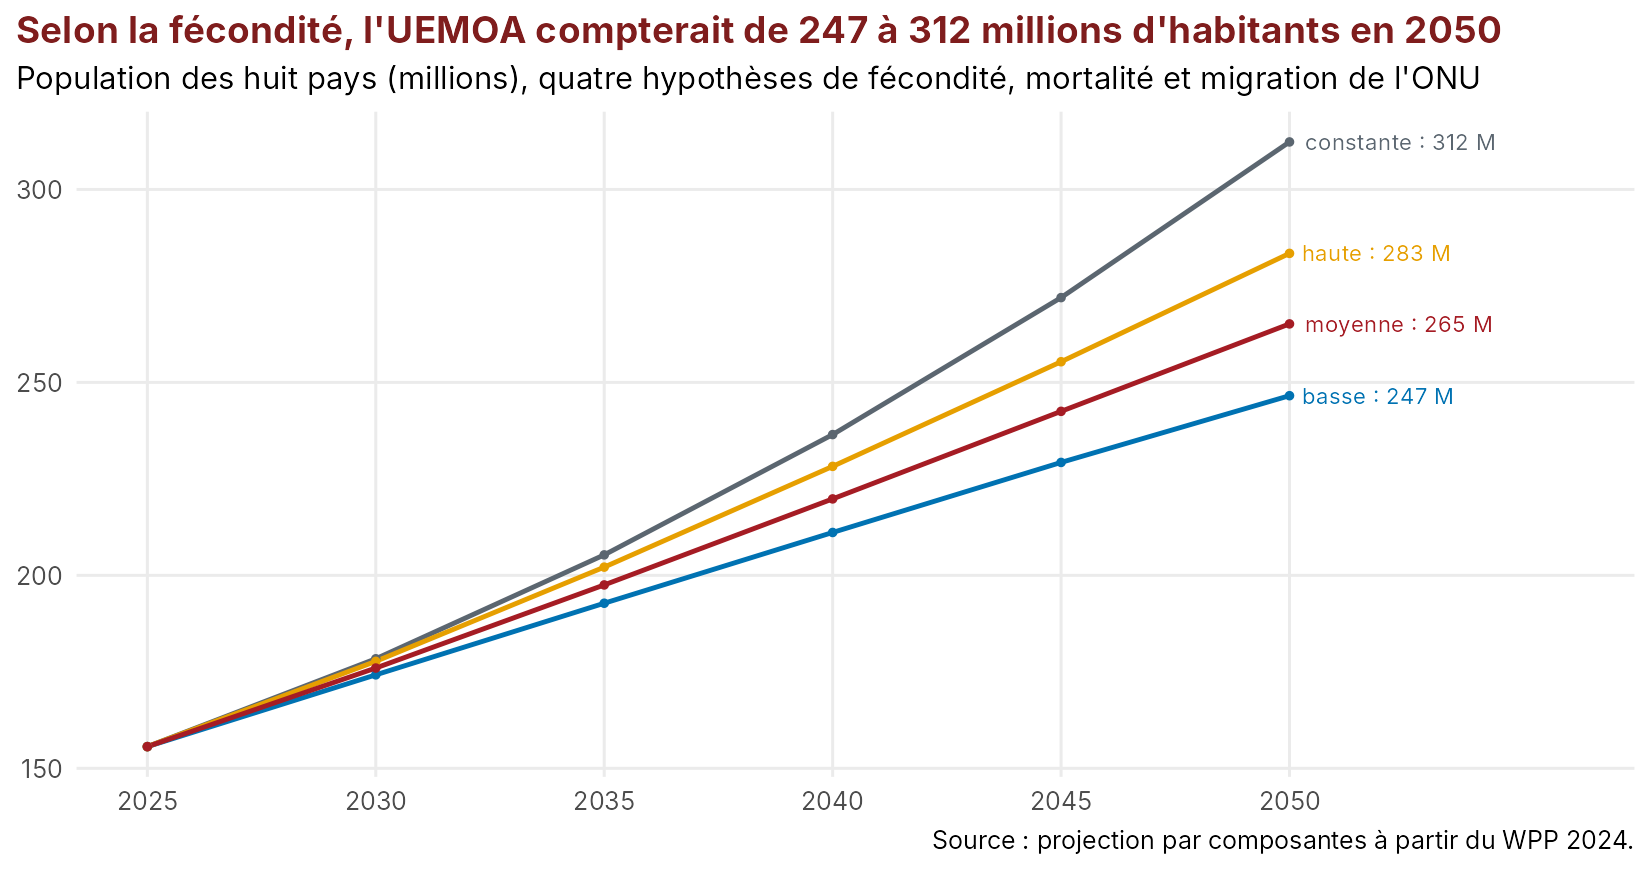 Selon la fécondité, l'UEMOA compterait de 247 à 312 millions d'habitants en 2050
Population des huit pays (millions), quatre hypothèses de fécondité, mortalité et migration de l'ONU
constante : 312 M
300
haute : 283 M
moyenne : 265 M
250
basse : 247 M
200
150
2025 2030 2035 2040 2045 2050
Source : projection par composantes à partir du WPP 2024.